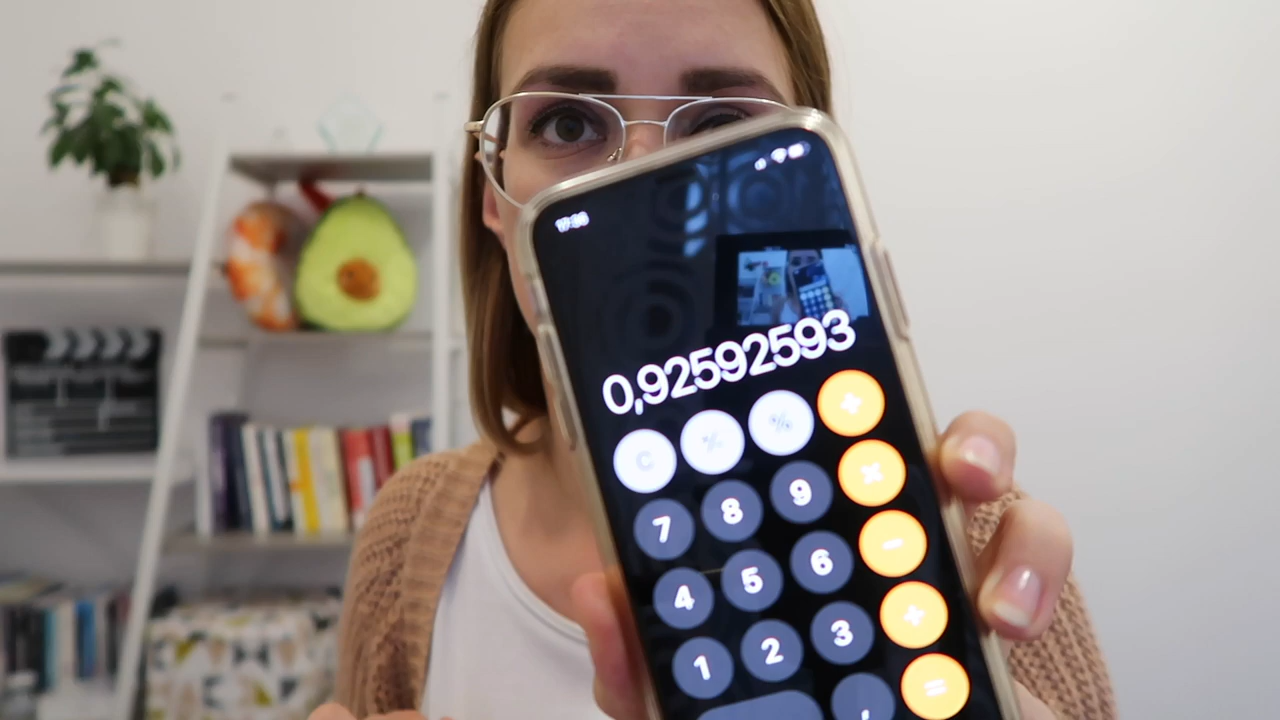 0,92592593
C % 
7 8 9 ×
4 5 6 −
1 2 3 +
, =